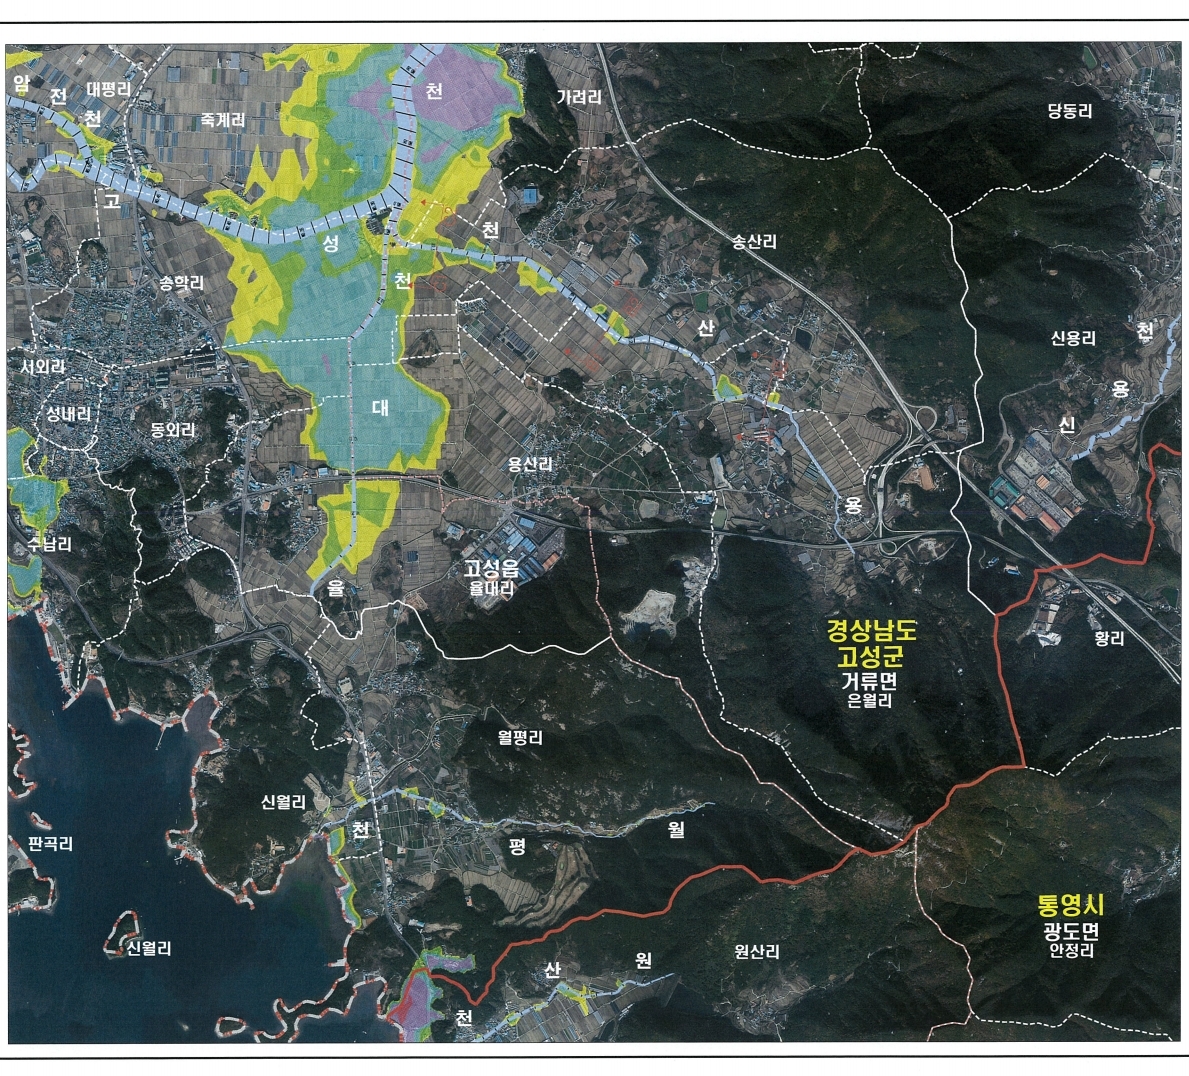 암
전
천
대평리
죽계리
천
가려리
당동리
고
성
천
송산리
천
송학리
산
신용리
천
서외리
성내리
동외리
대
용
신
용산리
용
수남리
고성읍
율대리
율
경상남도
고성군
거류면
은월리
황리
월평리
신월리
천
평
월
판곡리
신월리
통영시
광도면
안정리
원산리
산
원
천